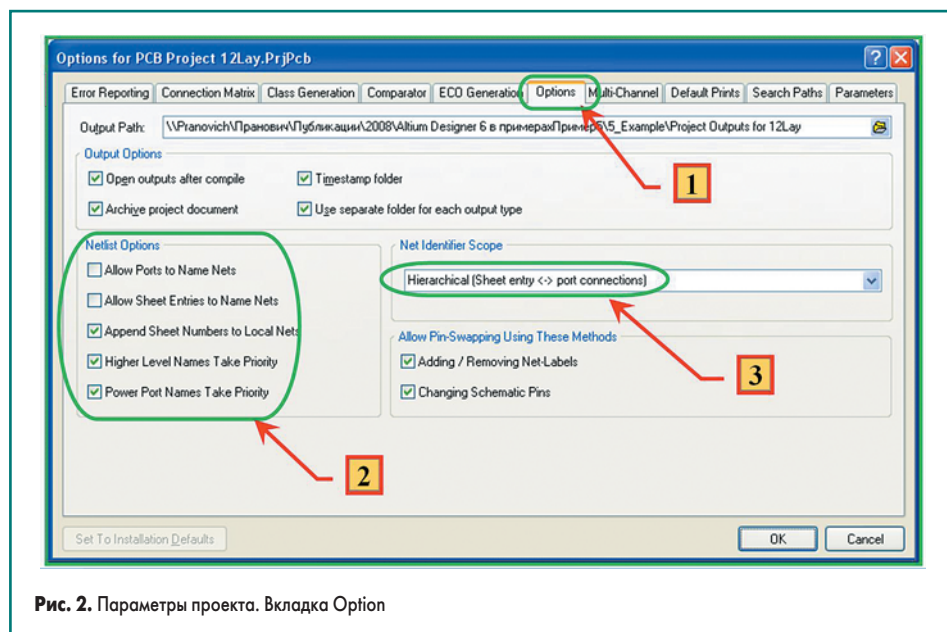 Options for PCB Project 12Lay.PrjPcb
Error Reporting Connection Matrix Class Generation Comparator ECO Generation Options Multi-Channel Default Prints Search Paths Parameters
Output Path: \\Pranovich\Пранович\Публикации\2008\Altium Designer 6 в примерахПример5\5_Example\Project Outputs for 12Lay
Output Options
Open outputs after compile
Timestamp folder
Archive project document
Use separate folder for each output type
1
Netlist Options
Allow Ports to Name Nets
Allow Sheet Entries to Name Nets
Append Sheet Numbers to Local Nets
Higher Level Names Take Priority
Power Port Names Take Priority
2
Net Identifier Scope
Hierarchical (Sheet entry <-> port connections)
Allow Pin-Swapping Using These Methods
Adding / Removing Net-Labels
Changing Schematic Pins
3
Set To Installation Defaults
OK
Cancel
Рис. 2. Параметры проекта. Вкладка Option